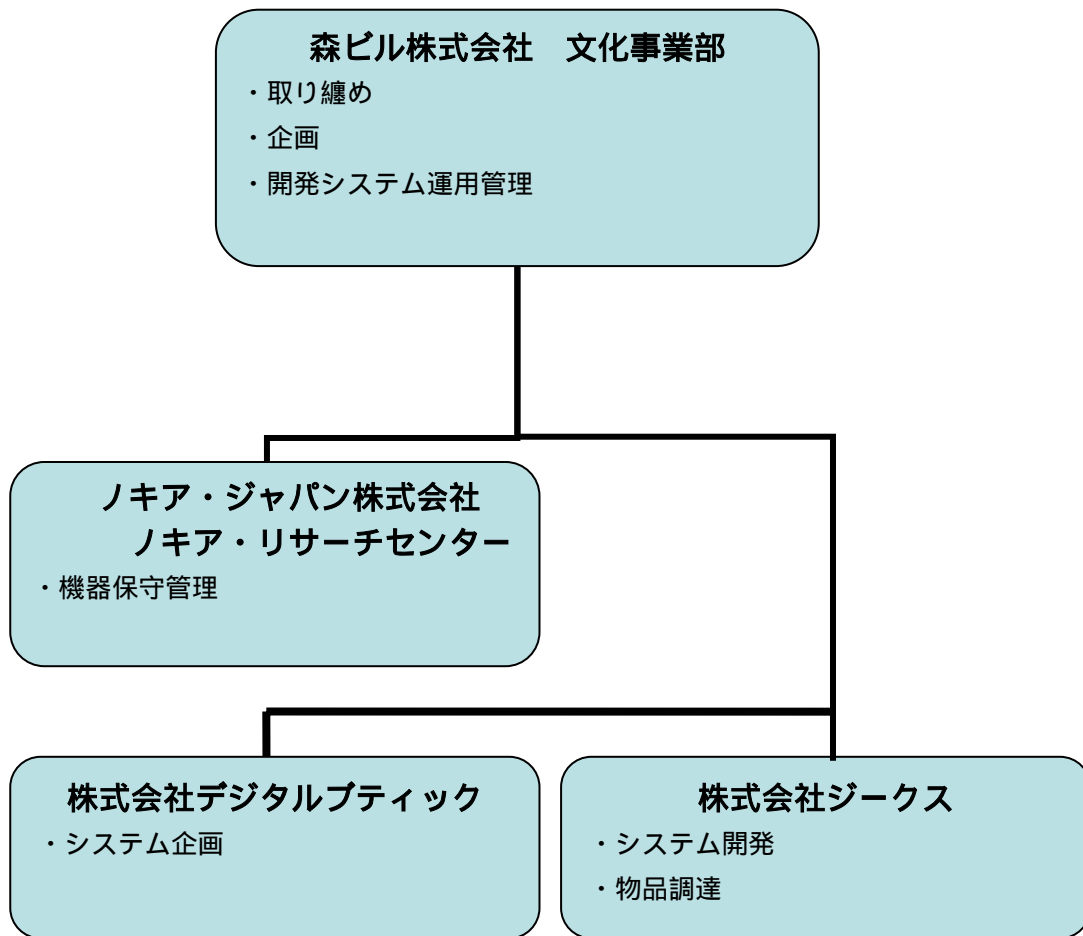 森ビル株式会社　文化事業部
・取り纏め
・企画
・開発システム運用管理
ノキア・ジャパン株式会社
ノキア・リサーチセンター
・機器保守管理
株式会社デジタルブティック
・システム企画
株式会社ジークス
・システム開発
・物品調達